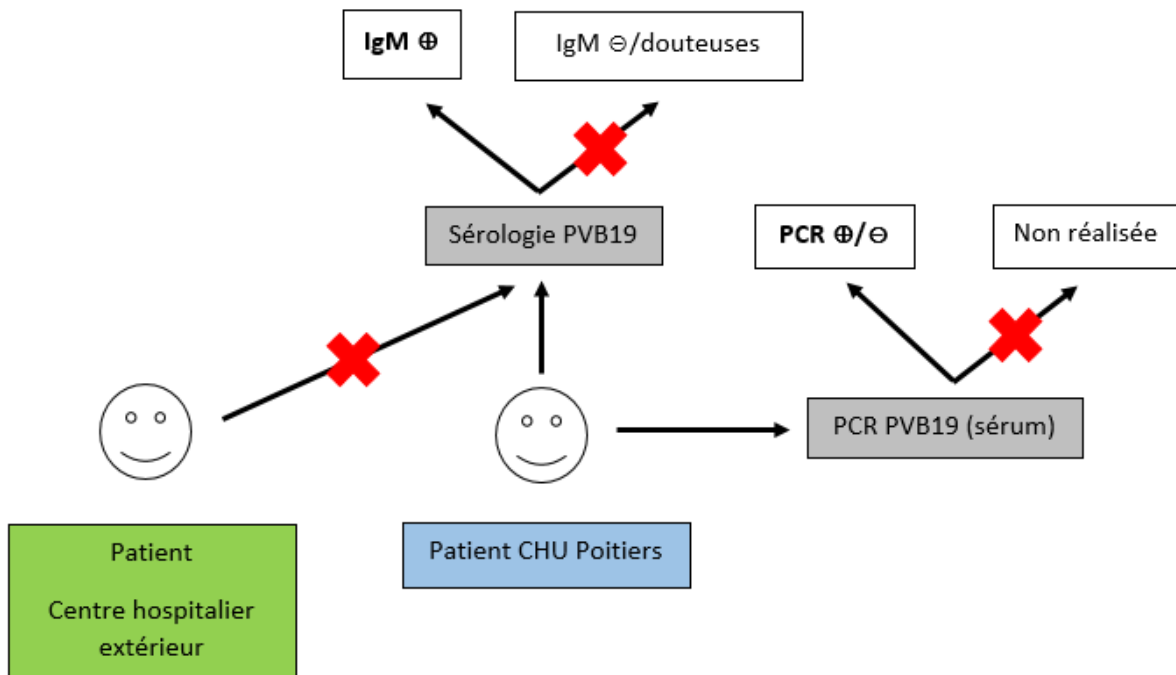 IgM ⊕
IgM ⊖/douteuses
Sérologie PVB19
PCR ⊕/⊖
Non réalisée
PCR PVB19 (sérum)
Patient
Centre hospitalier
extérieur
Patient CHU Poitiers